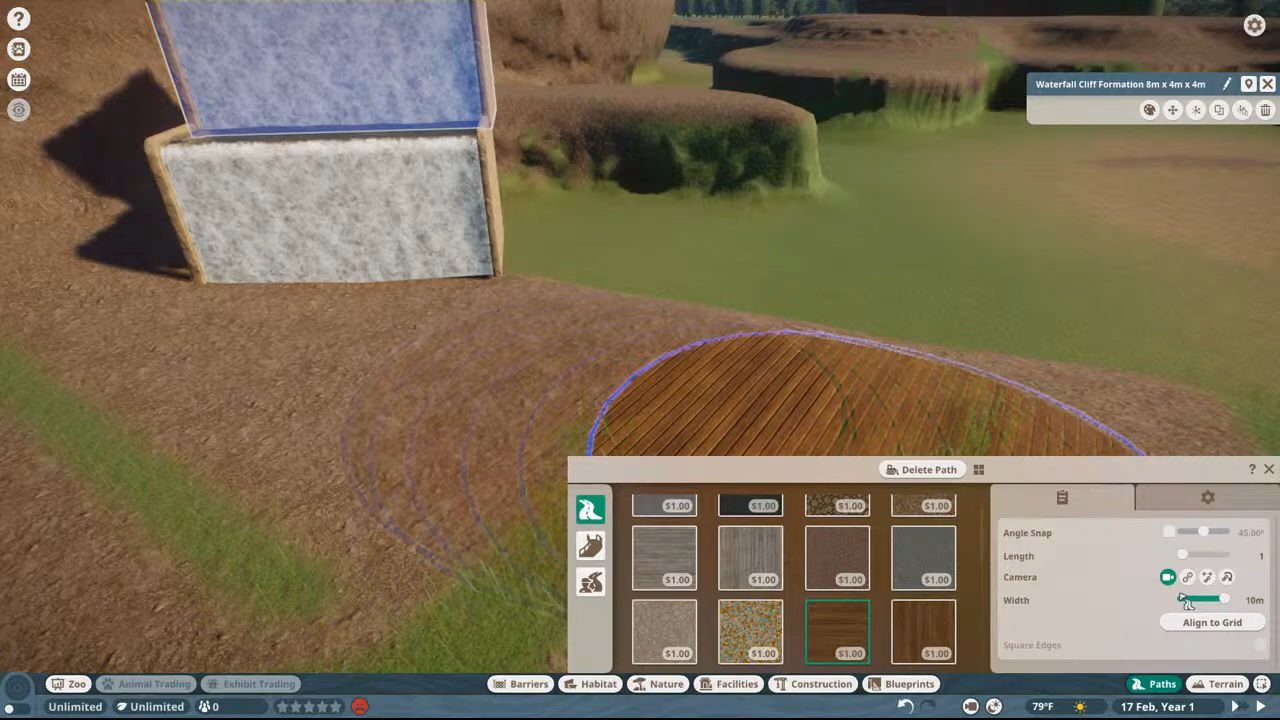 ?
Waterfall Cliff Formation 8m x 4m x 4m
Delete Path
?
$1.00 $1.00 $1.00 $1.00
$1.00 $1.00 $1.00 $1.00
$1.00 $1.00 $1.00 $1.00
Angle Snap 45.00°
Length 1
Camera
Width 10m
Align to Grid
Square Edges
Zoo Animal Trading Exhibit Trading Barriers Habitat Nature Facilities Construction Blueprints Paths Terrain
Unlimited Unlimited 0 79°F 17 Feb, Year 1